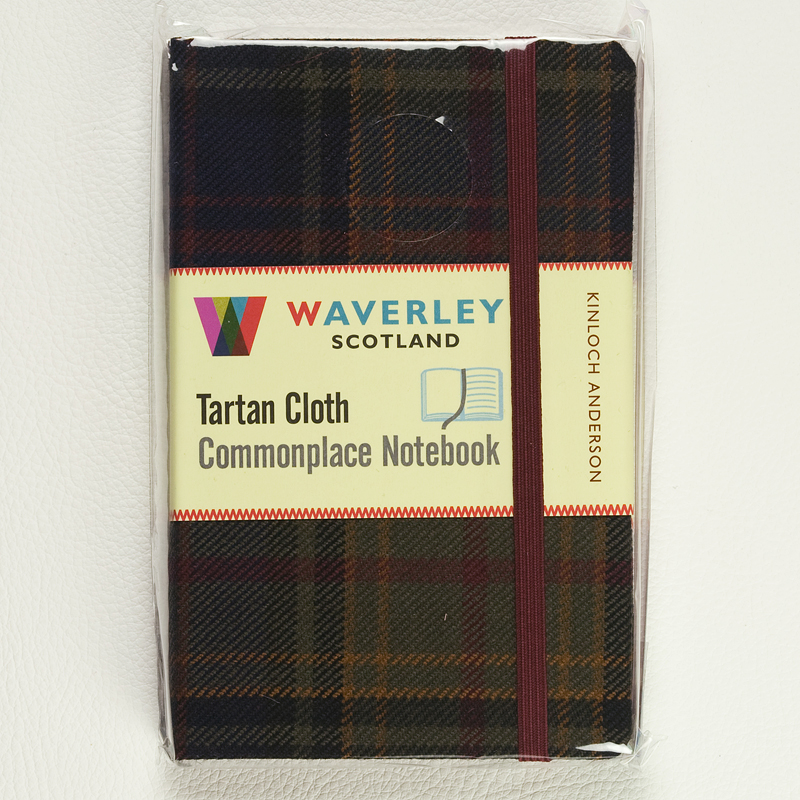 WAVERLEY
SCOTLAND
Tartan Cloth
Commonplace Notebook
KINLOCH ANDERSON